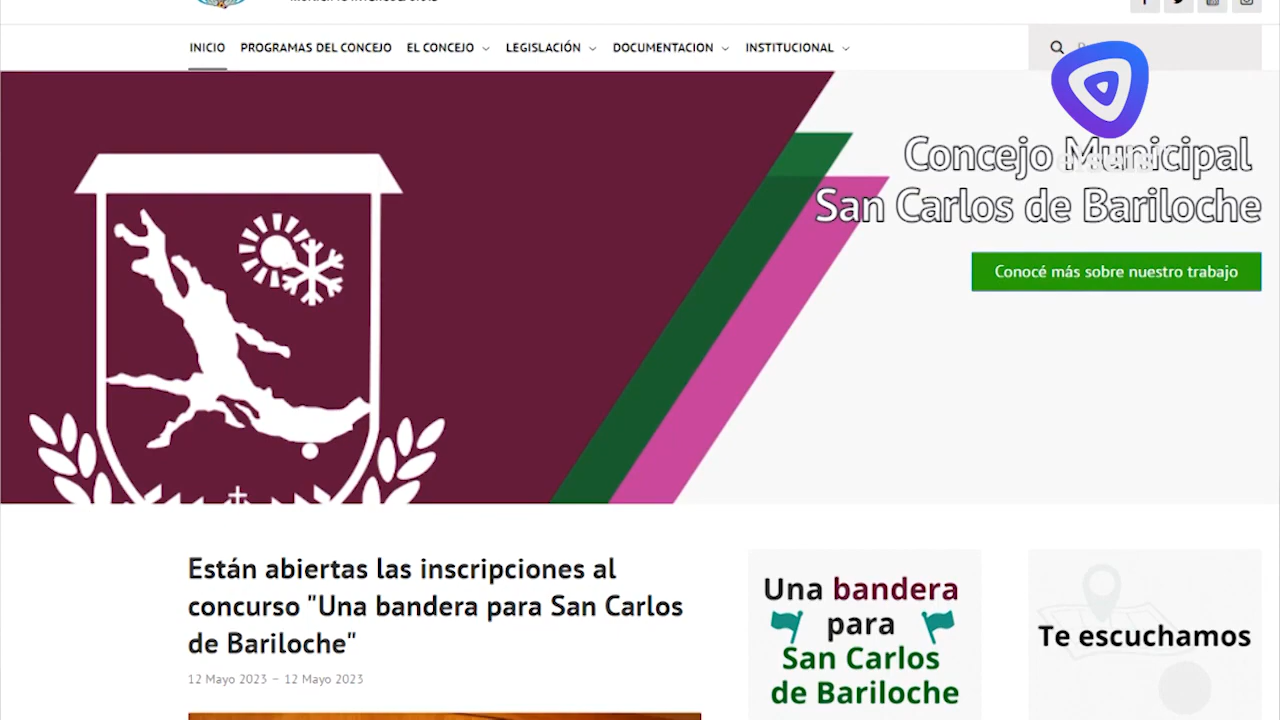 INICIO PROGRAMAS DEL CONCEJO EL CONCEJO LEGISLACIÓN DOCUMENTACION INSTITUCIONAL
Concejo Municipal
San Carlos de Bariloche
Conocé más sobre nuestro trabajo
Están abiertas las inscripciones al
concurso "Una bandera para San Carlos
de Bariloche"
12 Mayo 2023 – 12 Mayo 2023
Una bandera
para
San Carlos
de Bariloche
Te escuchamos